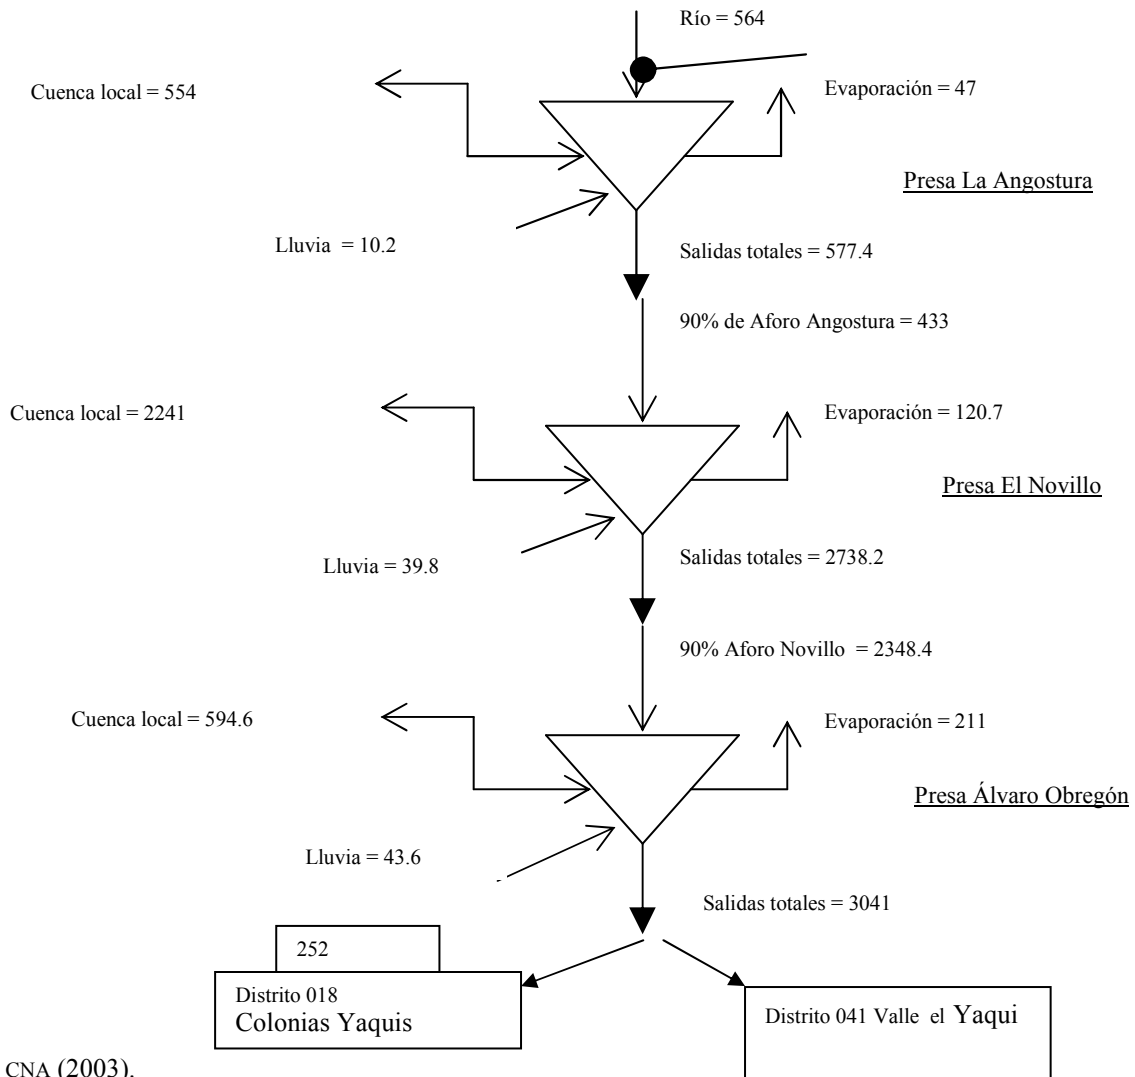 Río = 564
Cuenca local = 554
Evaporación = 47
Presa La Angostura
Lluvia = 10.2
Salidas totales = 577.4
90% de Aforo Angostura = 433
Cuenca local = 2241
Evaporación = 120.7
Presa El Novillo
Lluvia = 39.8
Salidas totales = 2738.2
90% Aforo Novillo = 2348.4
Cuenca local = 594.6
Evaporación = 211
Presa Álvaro Obregón
Lluvia = 43.6
Salidas totales = 3041
252
Distrito 018
Colonias Yaquis
Distrito 041 Valle el Yaqui
CNA (2003).